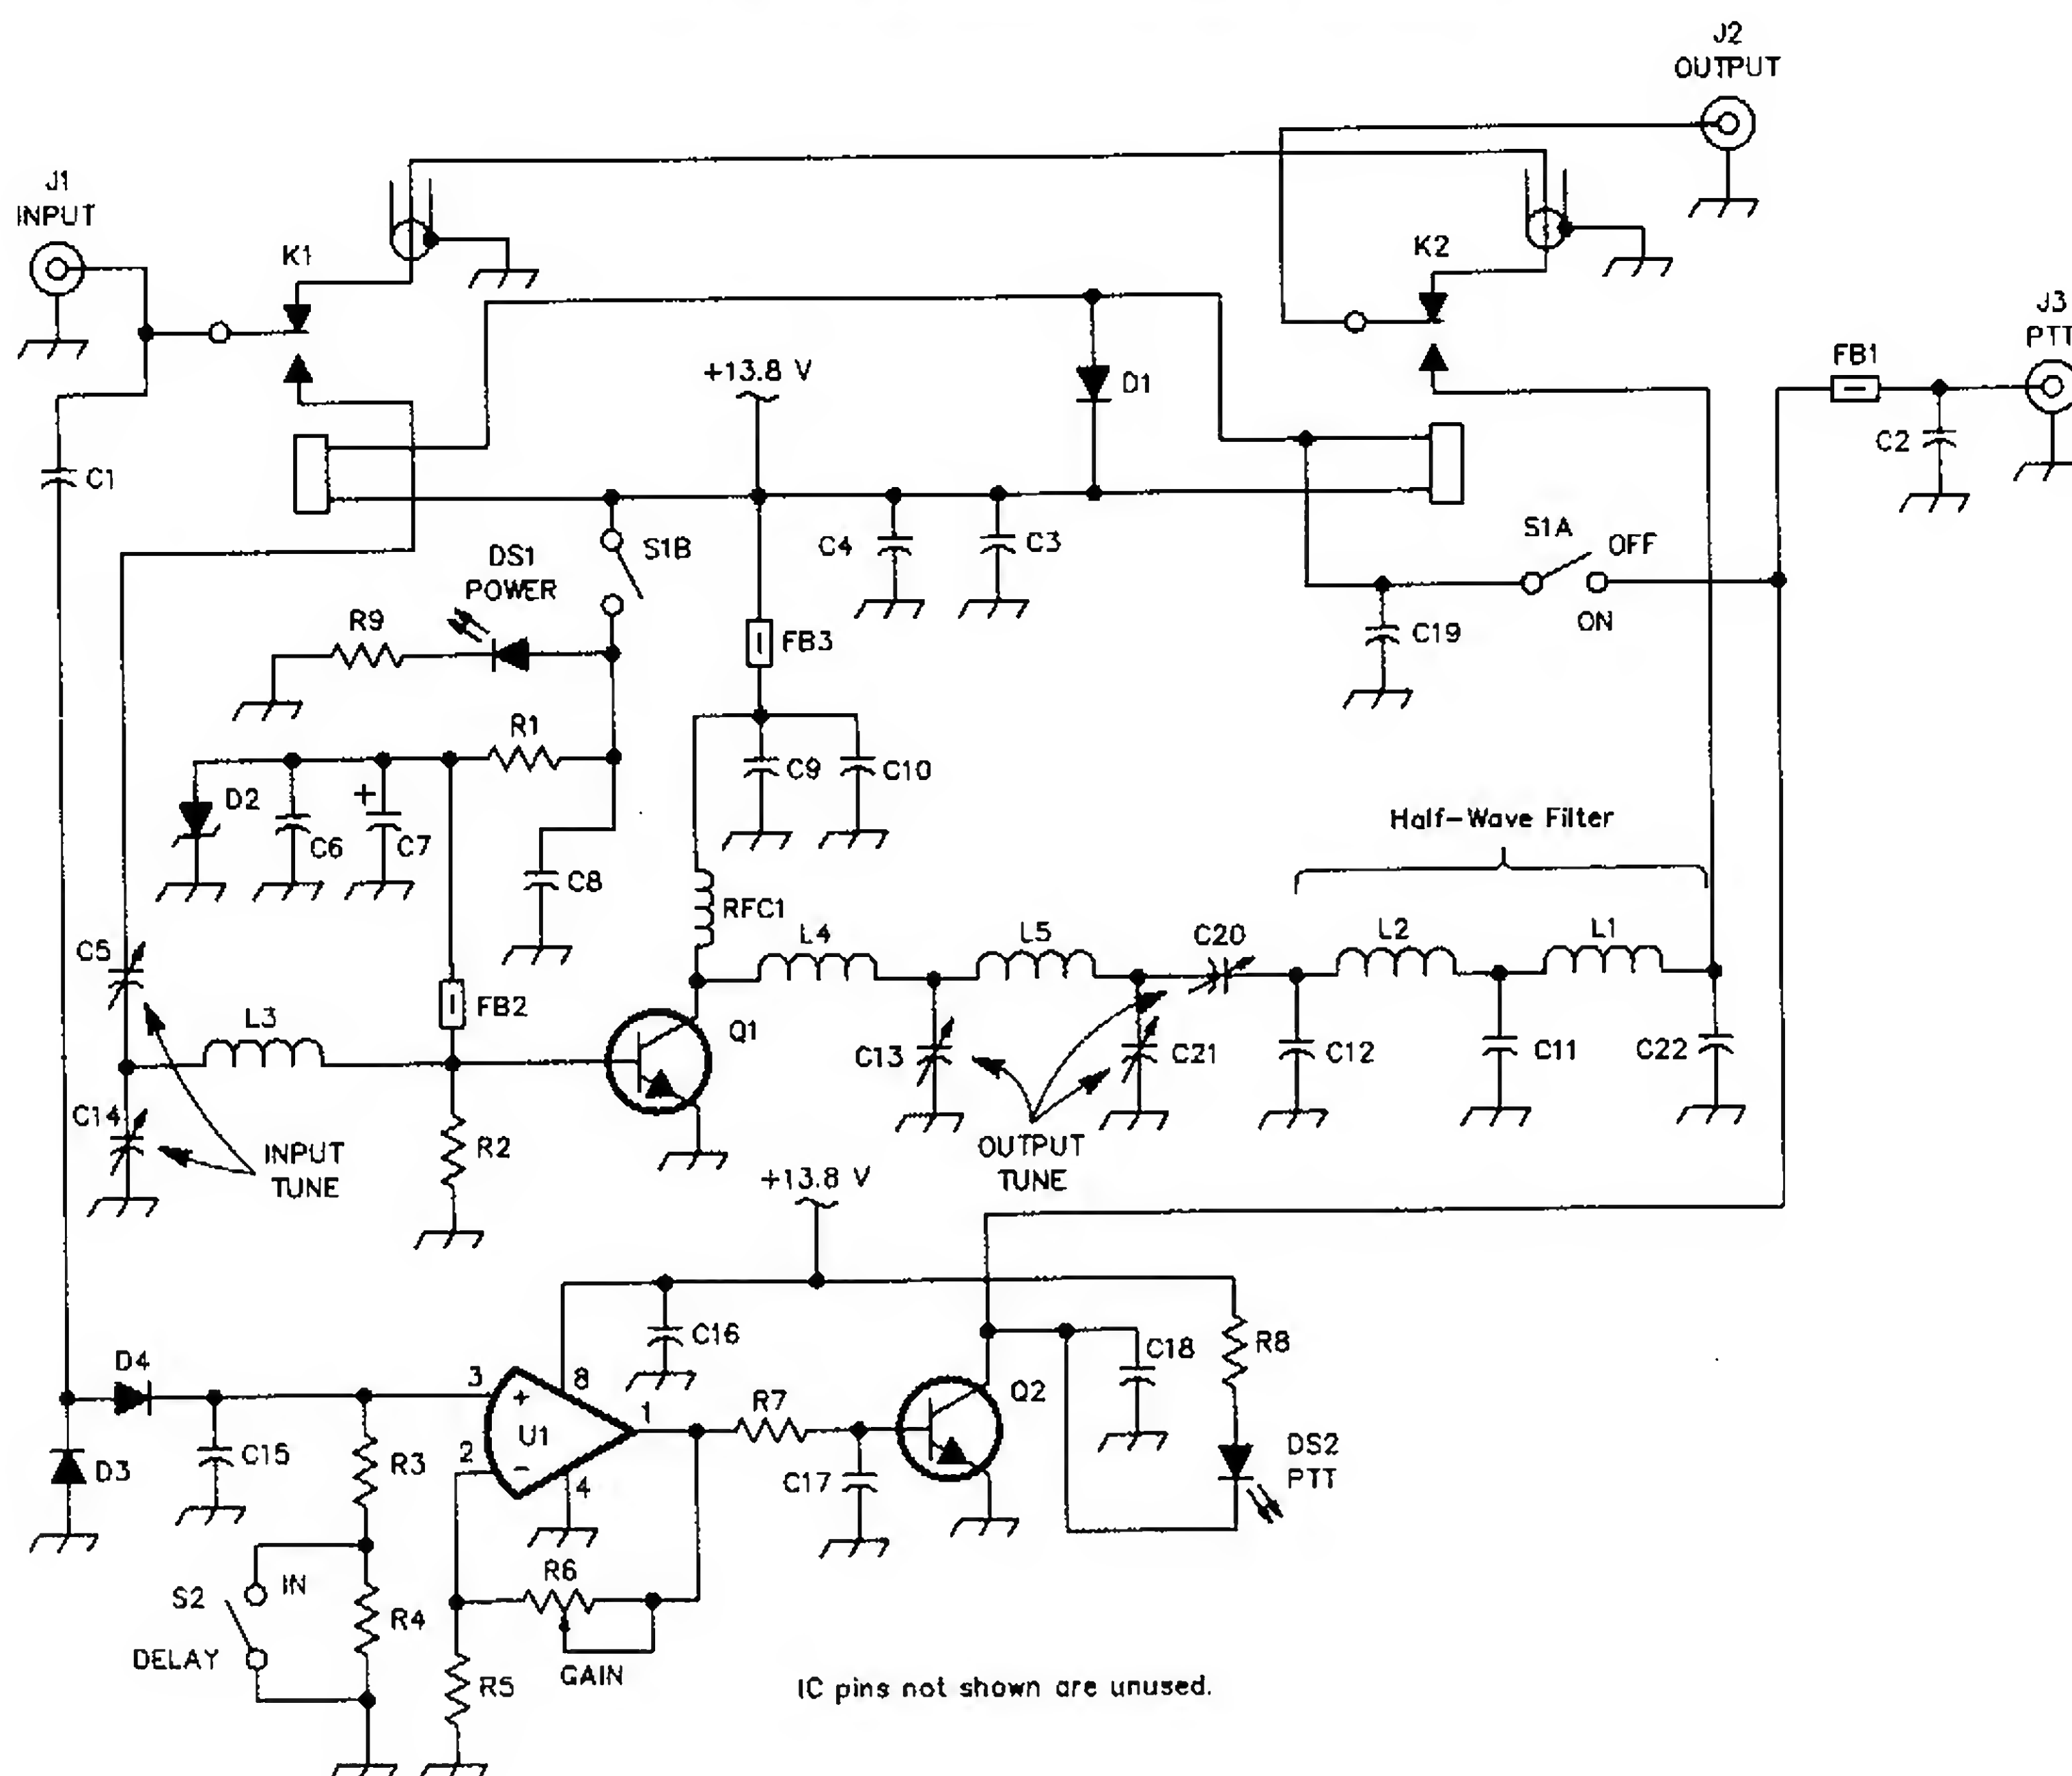 J2
OUTPUT
J1
INPUT
K1
K2
J3
PTT
FB1
+13.8 V
D1
C2
C1
S1A
OFF
ON
S1B
C4
C3
DS1
POWER
R9
FB3
C19
R1
D2
C6
+
C7
C9
C10
C8
Half-Wave Filter
RFC1
L4
L5
C20
L2
L1
C5
L3
FB2
Q1
C13
C21
C12
C11
C22
C14
INPUT
TUNE
R2
OUTPUT
TUNE
+13.8 V
C16
C18
R8
D4
3
+
8
U1
1
R7
Q2
2
-
4
D3
C15
R3
C17
DS2
PTT
R6
S2
IN
R4
DELAY
R5
GAIN
IC pins not shown are unused.